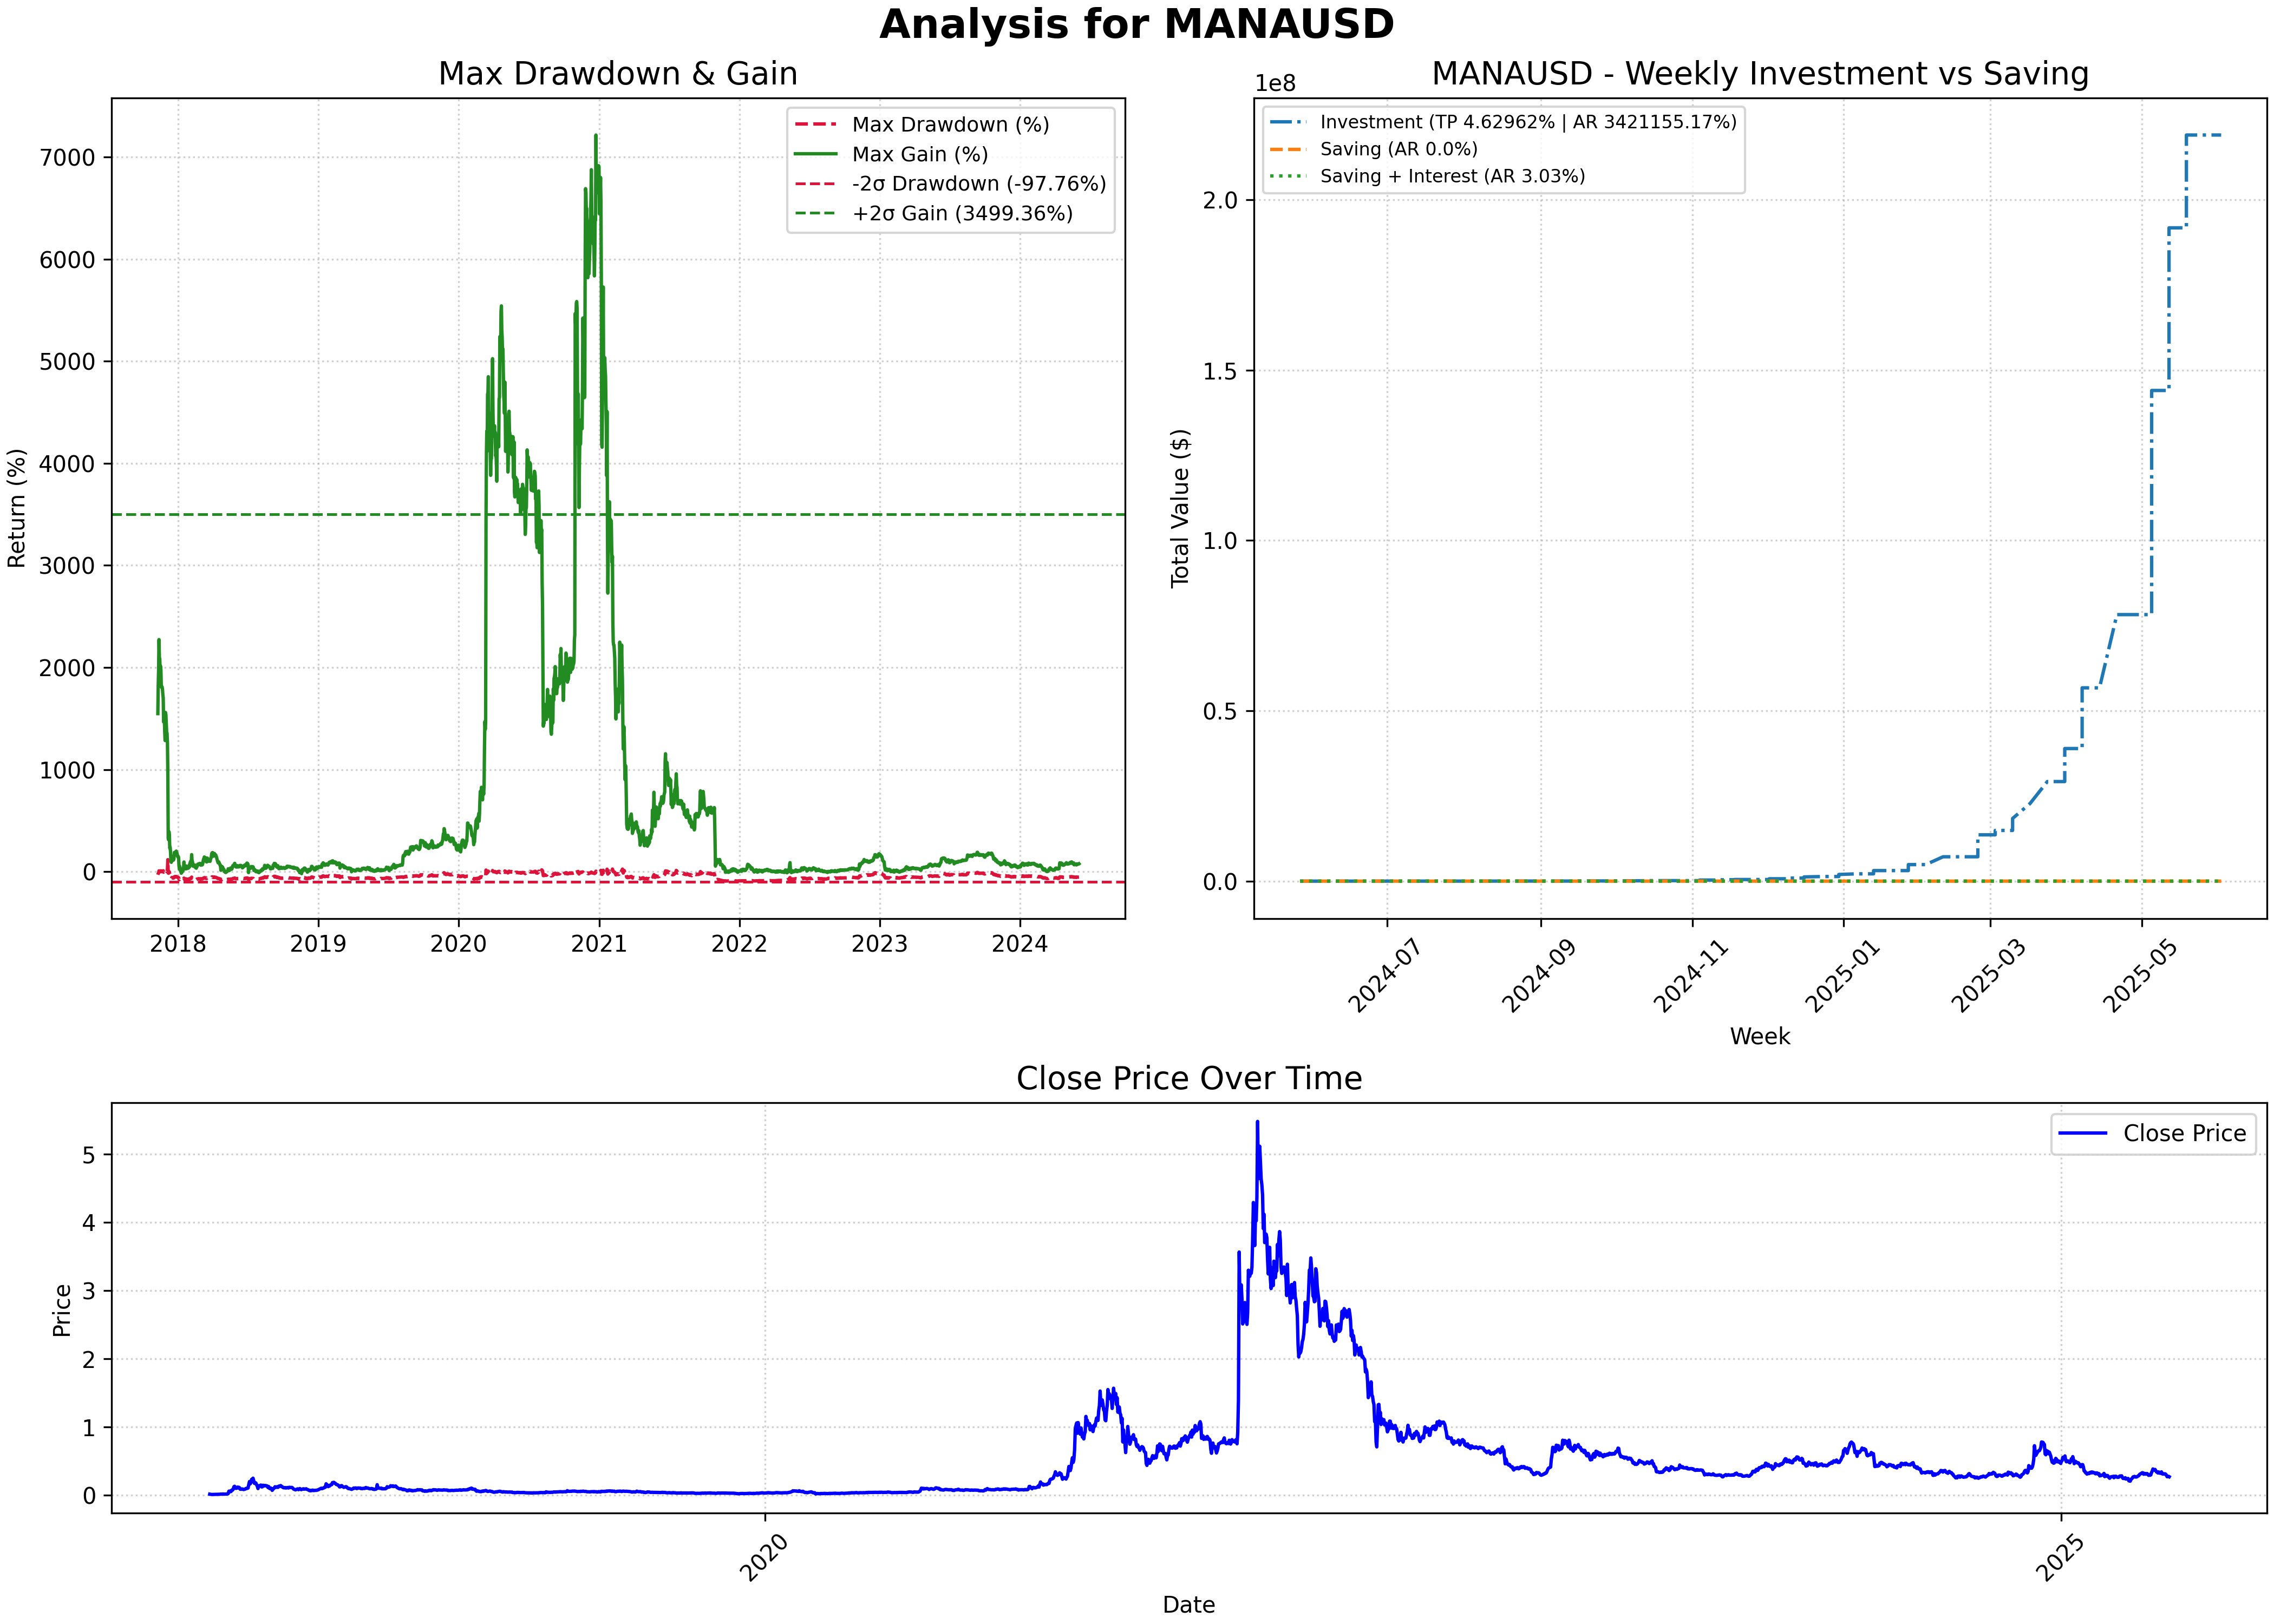 Analysis for MANAUSD
Max Drawdown & Gain
Max Drawdown (%)
Max Gain (%)
-2σ Drawdown (-97.76%)
+2σ Gain (3499.36%)
Return (%)
7000
6000
5000
4000
3000
2000
1000
0
2018
2019
2020
2021
2022
2023
2024
MANAUSD - Weekly Investment vs Saving
1e8
Investment (TP 4.62962% | AR 3421155.17%)
Saving (AR 0.0%)
Saving + Interest (AR 3.03%)
Total Value ($)
2.0
1.5
1.0
0.5
0.0
2024-07
2024-09
2024-11
2025-01
2025-03
2025-05
Week
Close Price Over Time
Close Price
Price
5
4
3
2
1
0
2020
2025
Date